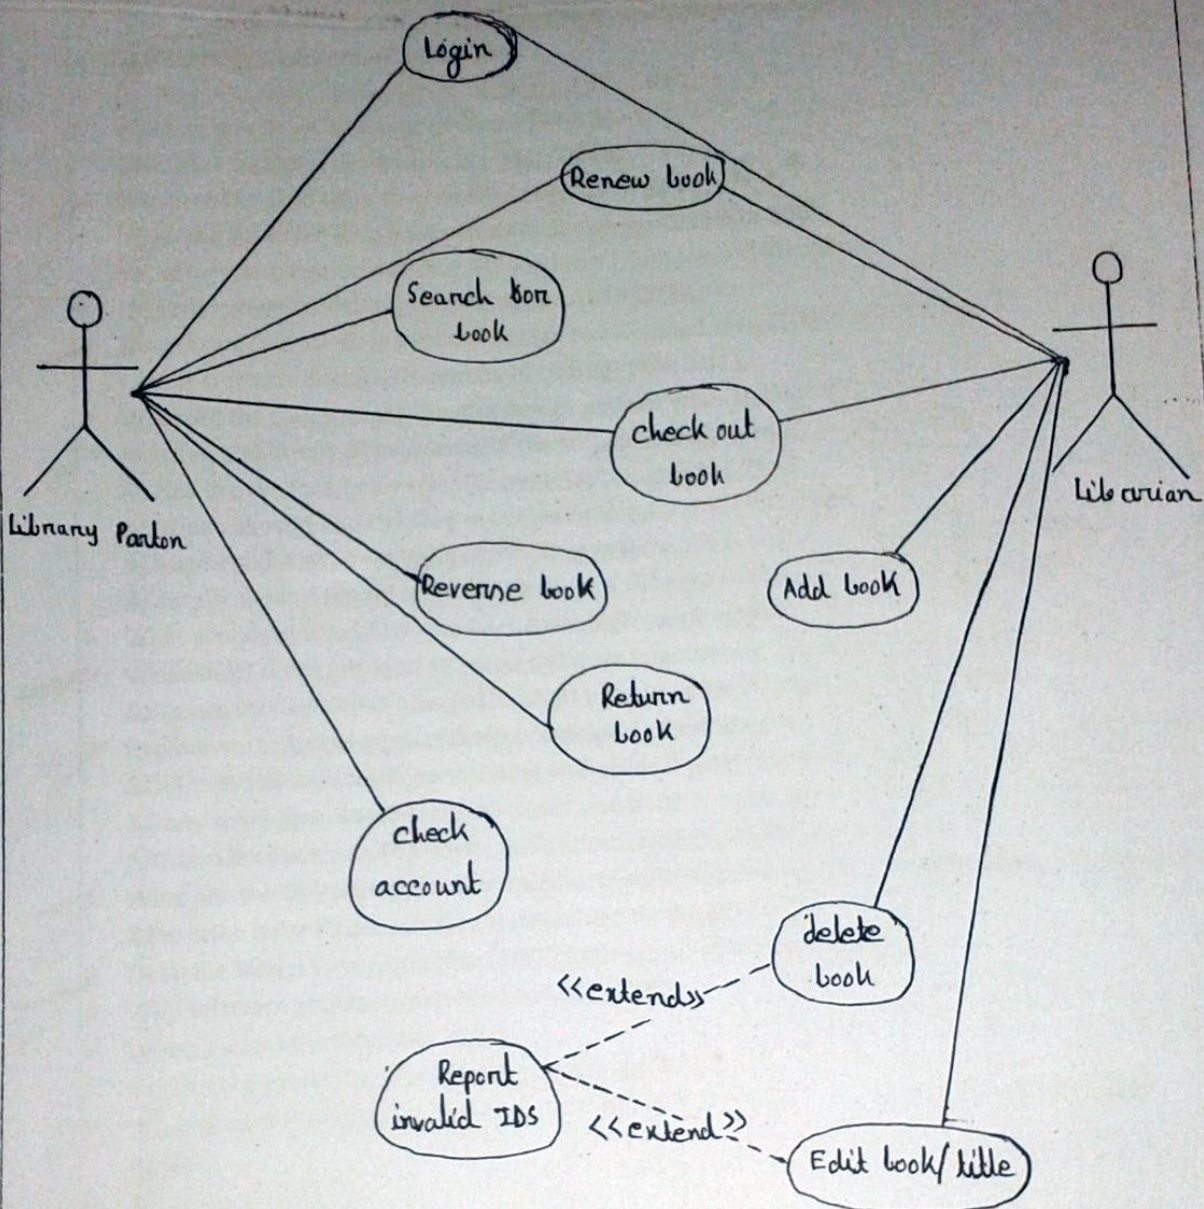 Login
Renew book
Search for
book
check out
book
Librarian
Library Parton
Reverse book
Add book
Return
book
check
account
delete
book
<<extend>>
Report
invalid IDS
<<extend>>
Edit book/title